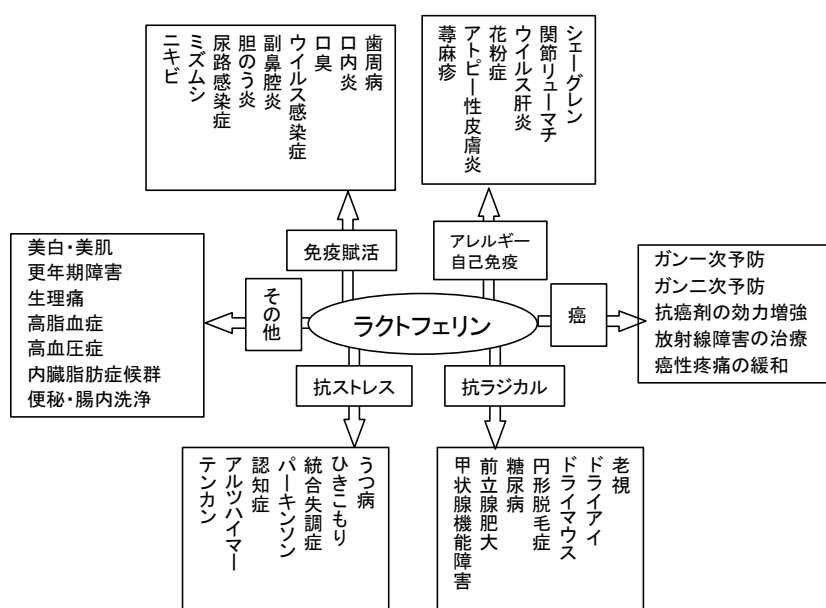 歯周病
口内炎
口臭
ウイルス感染症
副鼻腔炎
胆のう炎
尿路感染症
ミズムシ
ニキビ
シェーグレン
関節リューマチ
ウイルス肝炎
花粉症
アトピー性皮膚炎
蕁麻疹
免疫賦活
アレルギー
自己免疫
美白・美肌
更年期障害
生理痛
高脂血症
高血圧症
内臓脂肪症候群
便秘・腸内洗浄
その他
ラクトフェリン
癌
ガン一次予防
ガン二次予防
抗癌剤の効力増強
放射線障害の治療
癌性疼痛の緩和
抗ストレス
抗ラジカル
うつ病
ひきこもり
統合失調症
パーキンソン
認知症
アルツハイマー
テンカン
老視
ドライアイ
ドライマウス
円形脱毛症
糖尿病
前立腺肥大
甲状腺機能障害